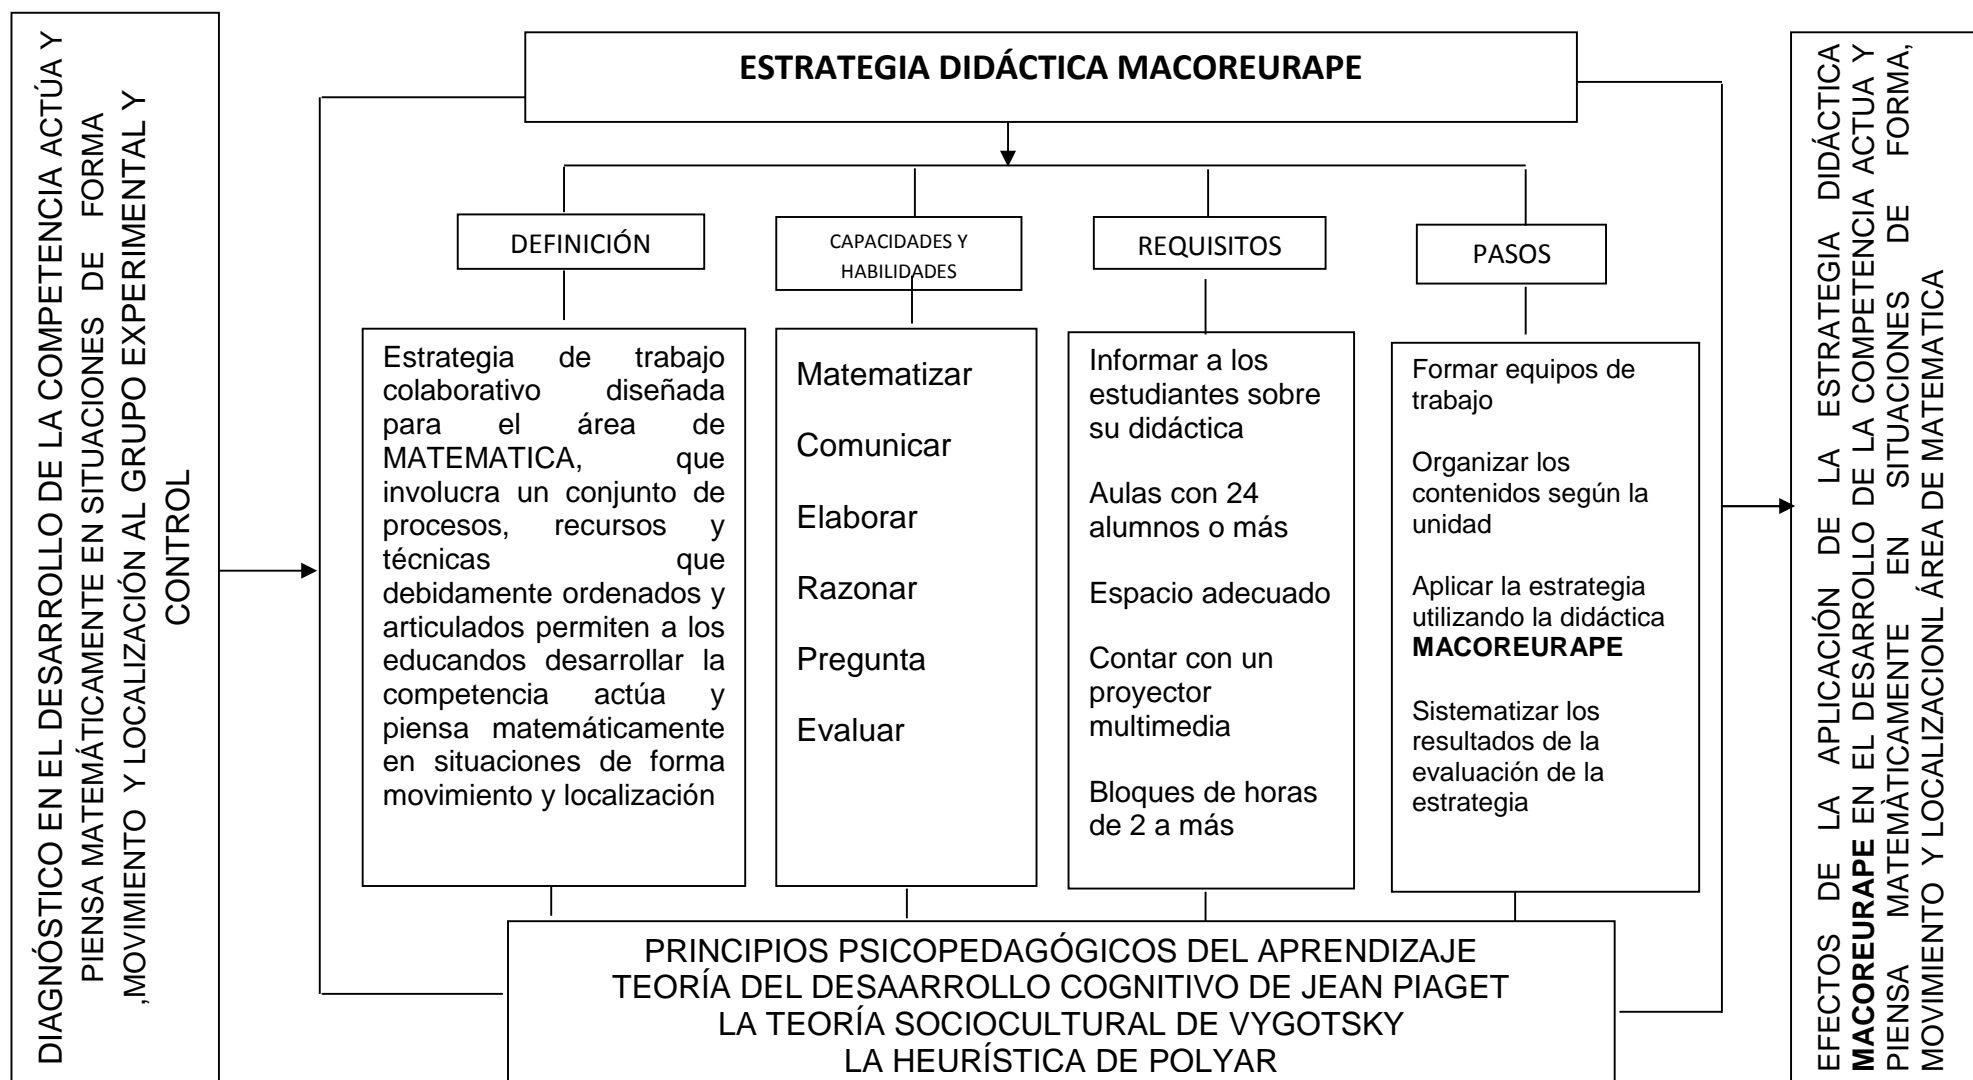 DIAGNÓSTICO EN EL DESARROLLO DE LA COMPETENCIA ACTÚA Y
PIENSA MATEMÁTICAMENTE EN SITUACIONES DE FORMA
,MOVIMIENTO Y LOCALIZACIÓN AL GRUPO EXPERIMENTAL Y
CONTROL
ESTRATEGIA DIDÁCTICA MACOREURAPE
DEFINICIÓN
Estrategia de trabajo
colaborativo diseñada
para el área de
MATEMATICA, que
involucra un conjunto de
procesos, recursos y
técnicas que
debidamente ordenados y
articulados permiten a los
educandos desarrollar la
competencia actúa y
piensa matemáticamente
en situaciones de forma
movimiento y localización
CAPACIDADES Y
HABILIDADES
Matematizar
Comunicar
Elaborar
Razonar
Pregunta
Evaluar
REQUISITOS
Informar a los
estudiantes sobre
su didáctica
Aulas con 24
alumnos o más
Espacio adecuado
Contar con un
proyector
multimedia
Bloques de horas
de 2 a más
PASOS
Formar equipos de
trabajo
Organizar los
contenidos según la
unidad
Aplicar la estrategia
utilizando la didáctica
MACOREURAPE
Sistematizar los
resultados de la
evaluación de la
estrategia
PRINCIPIOS PSICOPEDAGÓGICOS DEL APRENDIZAJE
TEORÍA DEL DESAARROLLO COGNITIVO DE JEAN PIAGET
LA TEORÍA SOCIOCULTURAL DE VYGOTSKY
LA HEURÍSTICA DE POLYAR
EFECTOS DE LA APLICACIÓN DE LA ESTRATEGIA DIDÁCTICA
MACOREURAPE EN EL DESARROLLO DE LA COMPETENCIA ACTUA Y
PIENSA MATEMÀTICAMENTE EN SITUACIONES DE FORMA,
MOVIMIENTO Y LOCALIZACIONL ÁREA DE MATEMATICA